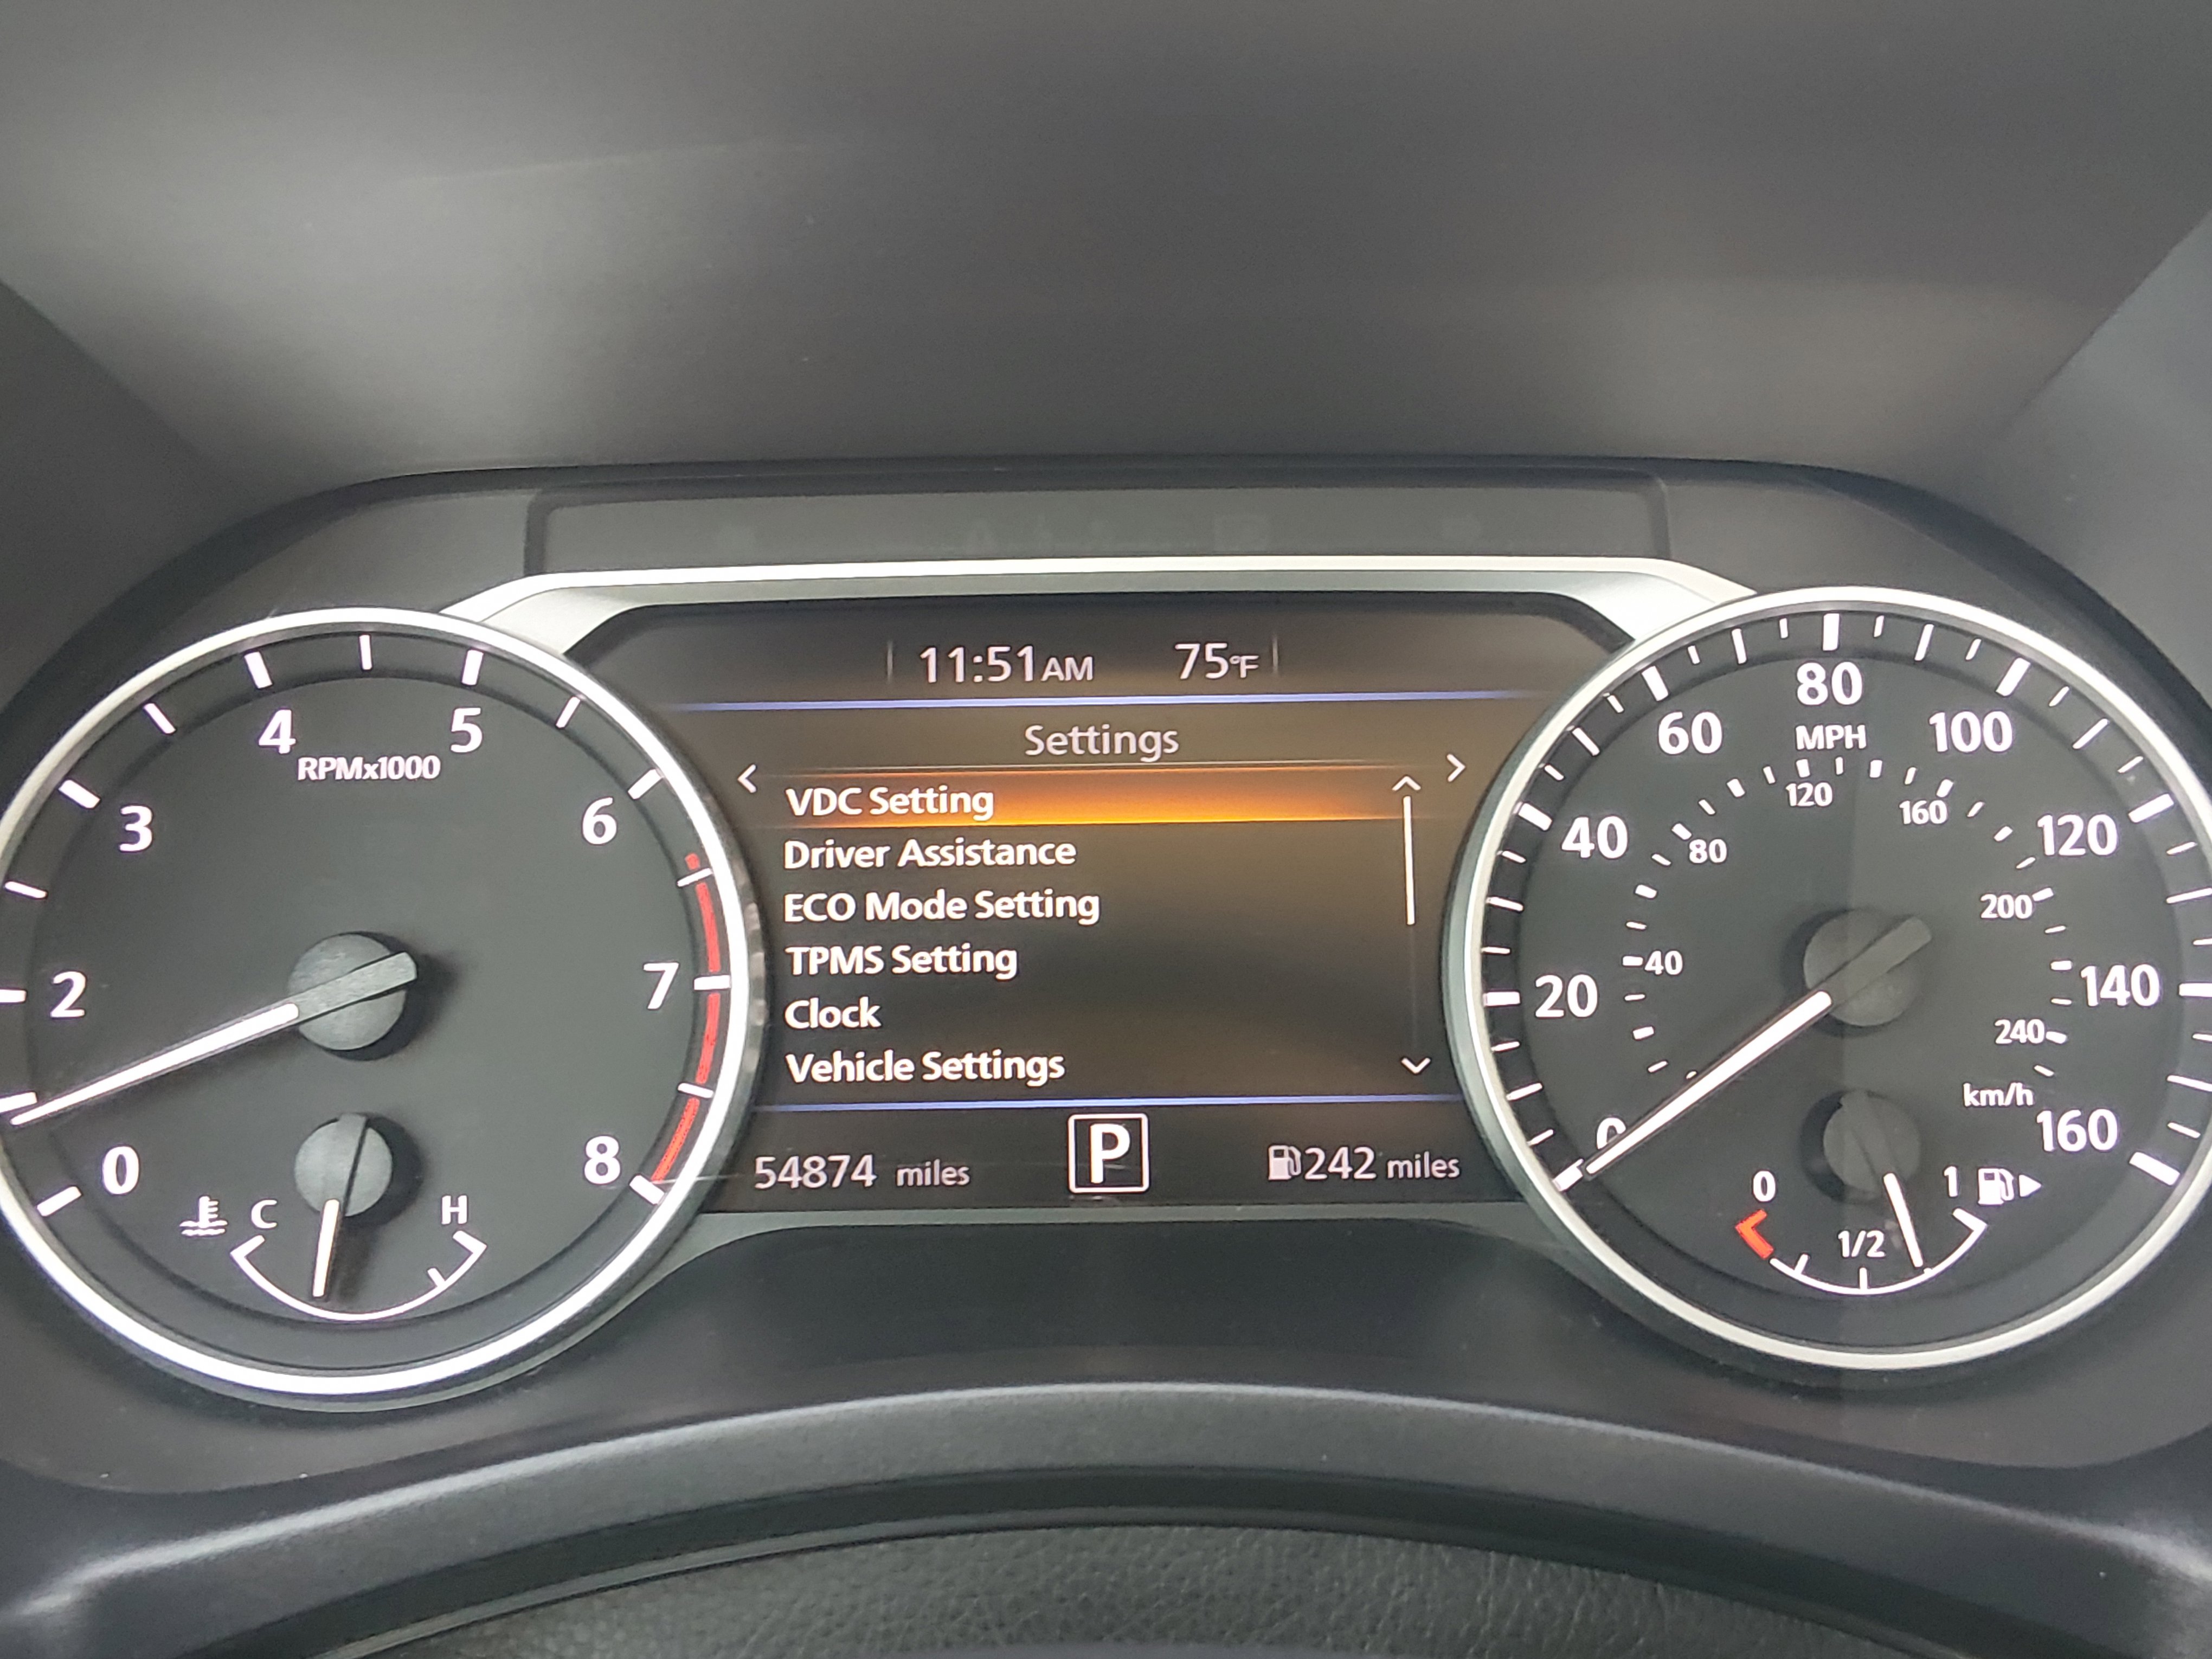 11:51AM 75°F
Settings
VDC Setting
Driver Assistance
ECO Mode Setting
TPMS Setting
Clock
Vehicle Settings
54874 miles P 242 miles
0 2 3 4 5 6 7 8
RPMx1000
C H
0 20 40 60 80 100 120 140 160
MPH
40 80 120 160 200 240
km/h
0 1/2 1